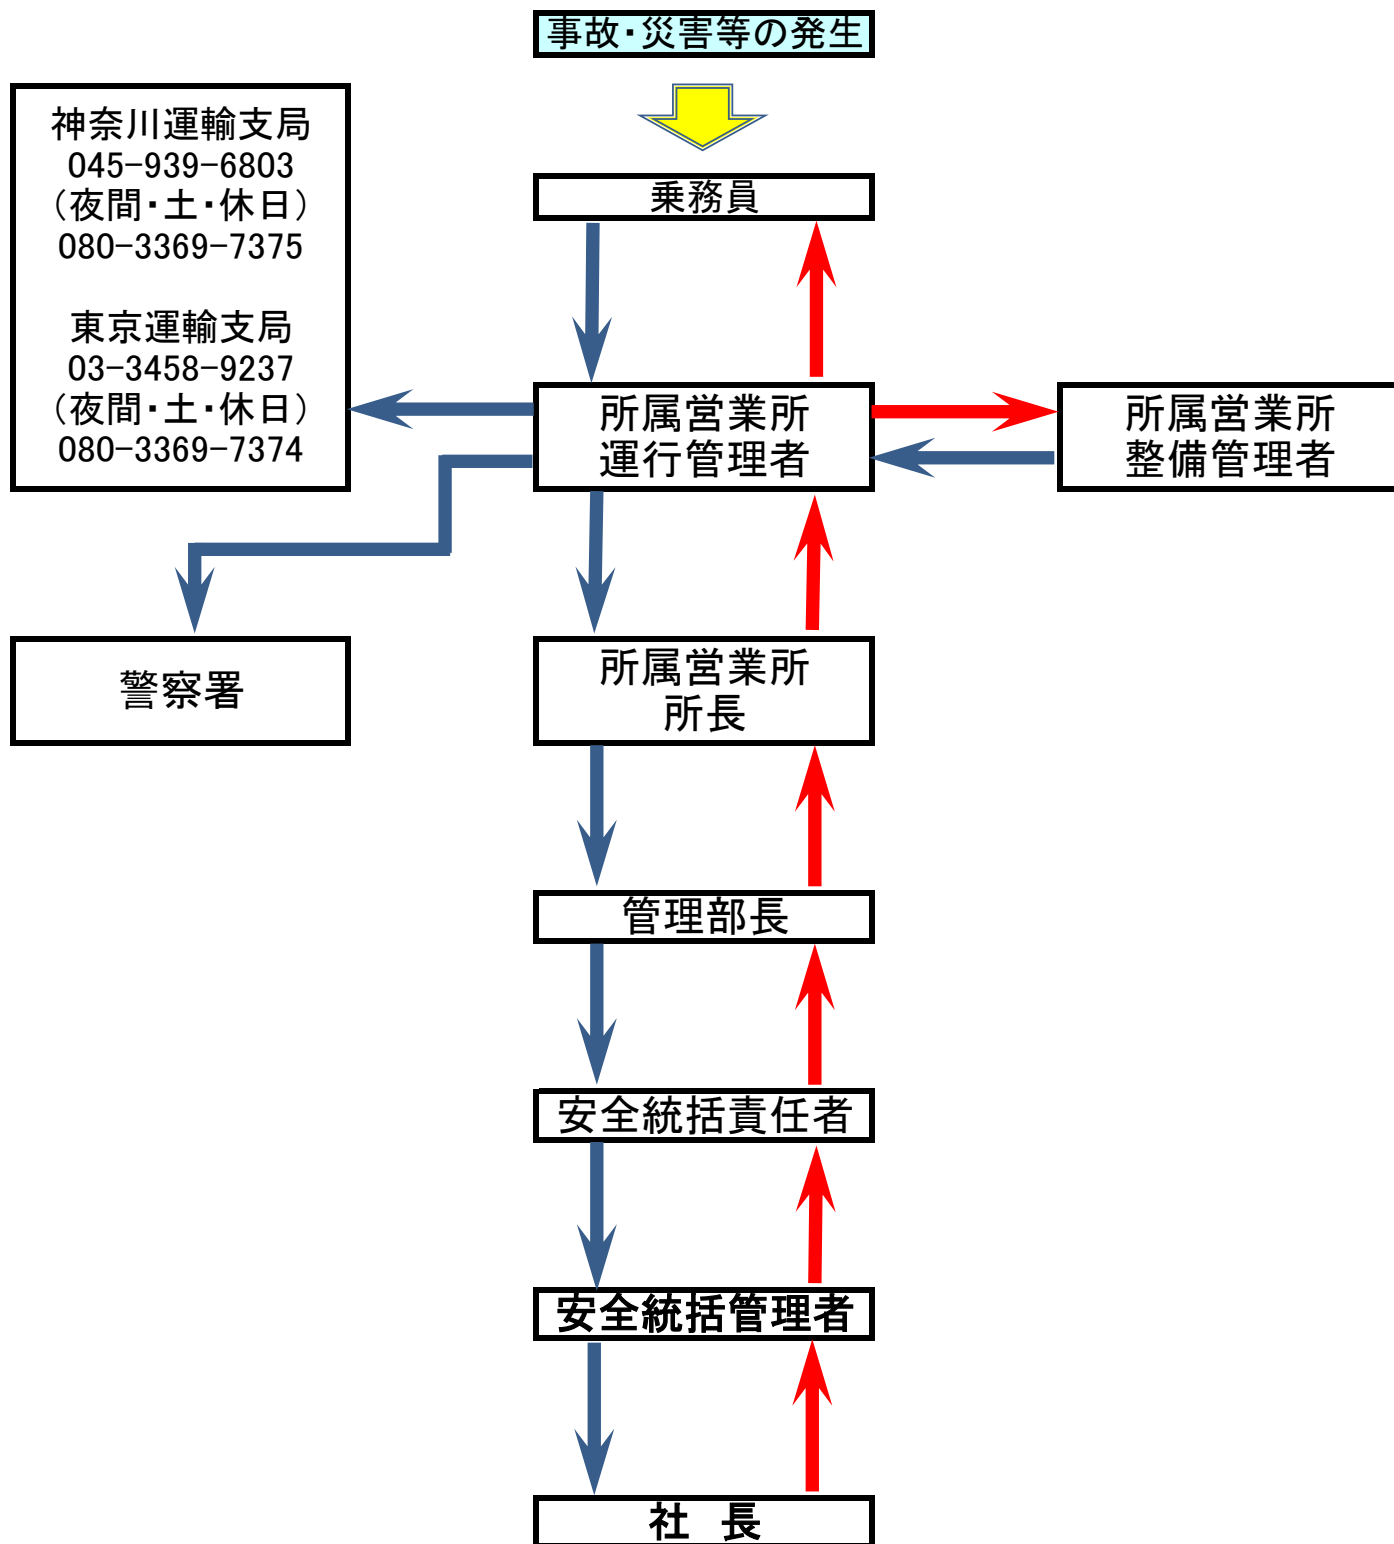 事故・災害等の発生
神奈川運輸支局
045-939-6803
（夜間・土・休日）
080-3369-7375
東京運輸支局
03-3458-9237
（夜間・土・休日）
080-3369-7374
乗務員
所属営業所
運行管理者
所属営業所
整備管理者
警察署
所属営業所
所長
管理部長
安全統括責任者
安全統括管理者
社　長